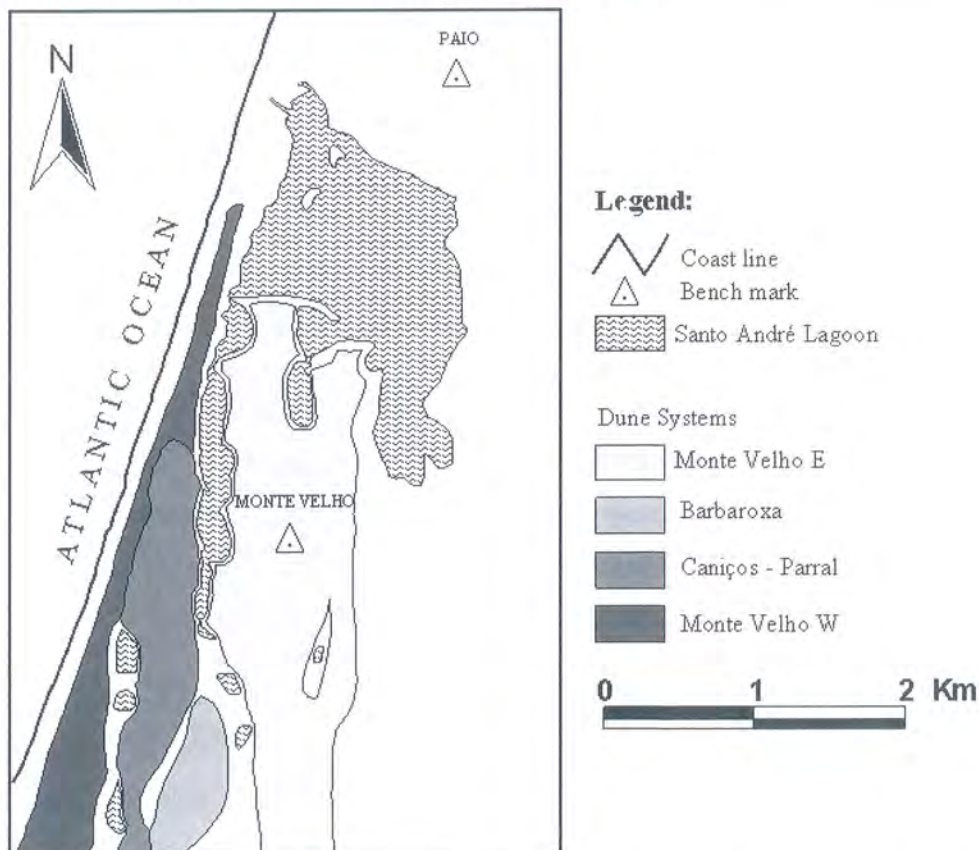 PAIO
N
ATLANTIC OCEAN
MONTE VELHO
Legend:
Coast line
Bench mark
Santo André Lagoon
Dune Systems
Monte Velho E
Barbaroxa
Caniços - Parral
Monte Velho W
0 1 2 Km